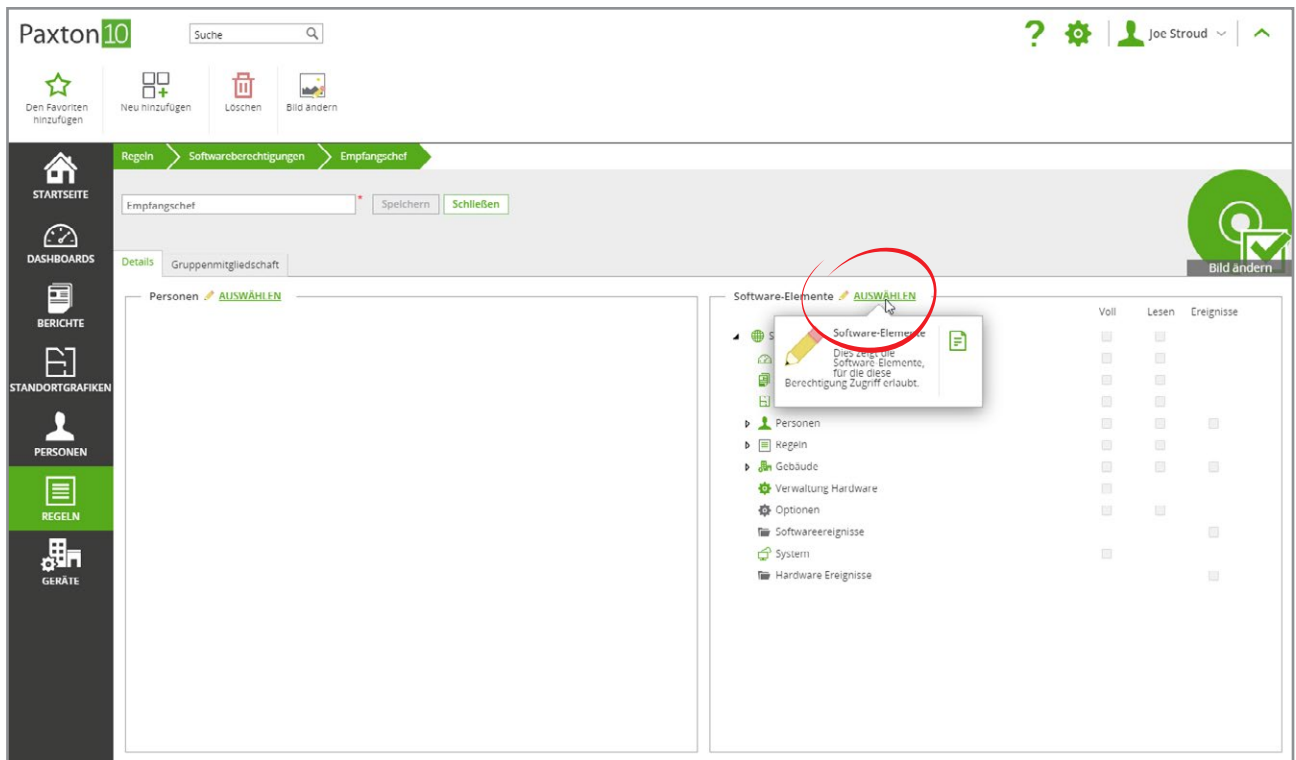 Paxton 10
Suche
Joe Stroud
Den Favoriten
hinzufügen
Neu hinzufügen
Löschen
Bild ändern
Regeln
Softwareberechtigungen
Empfangschef
STARTSEITE
DASHBOARDS
BERICHTE
STANDORTGRAFIKEN
PERSONEN
REGELN
GERÄTE
Empfangschef
*
Speichern
Schließen
Bild ändern
Details
Gruppenmitgliedschaft
Personen AUSWÄHLEN
Software-Elemente AUSWÄHLEN
Voll Lesen Ereignisse
S
Software-Elemente
Dies zeigt die
Software-Elemente,
für die diese
Berechtigung Zugriff erlaubt.
Personen
Regeln
Gebäude
Verwaltung Hardware
Optionen
Softwareereignisse
System
Hardware Ereignisse